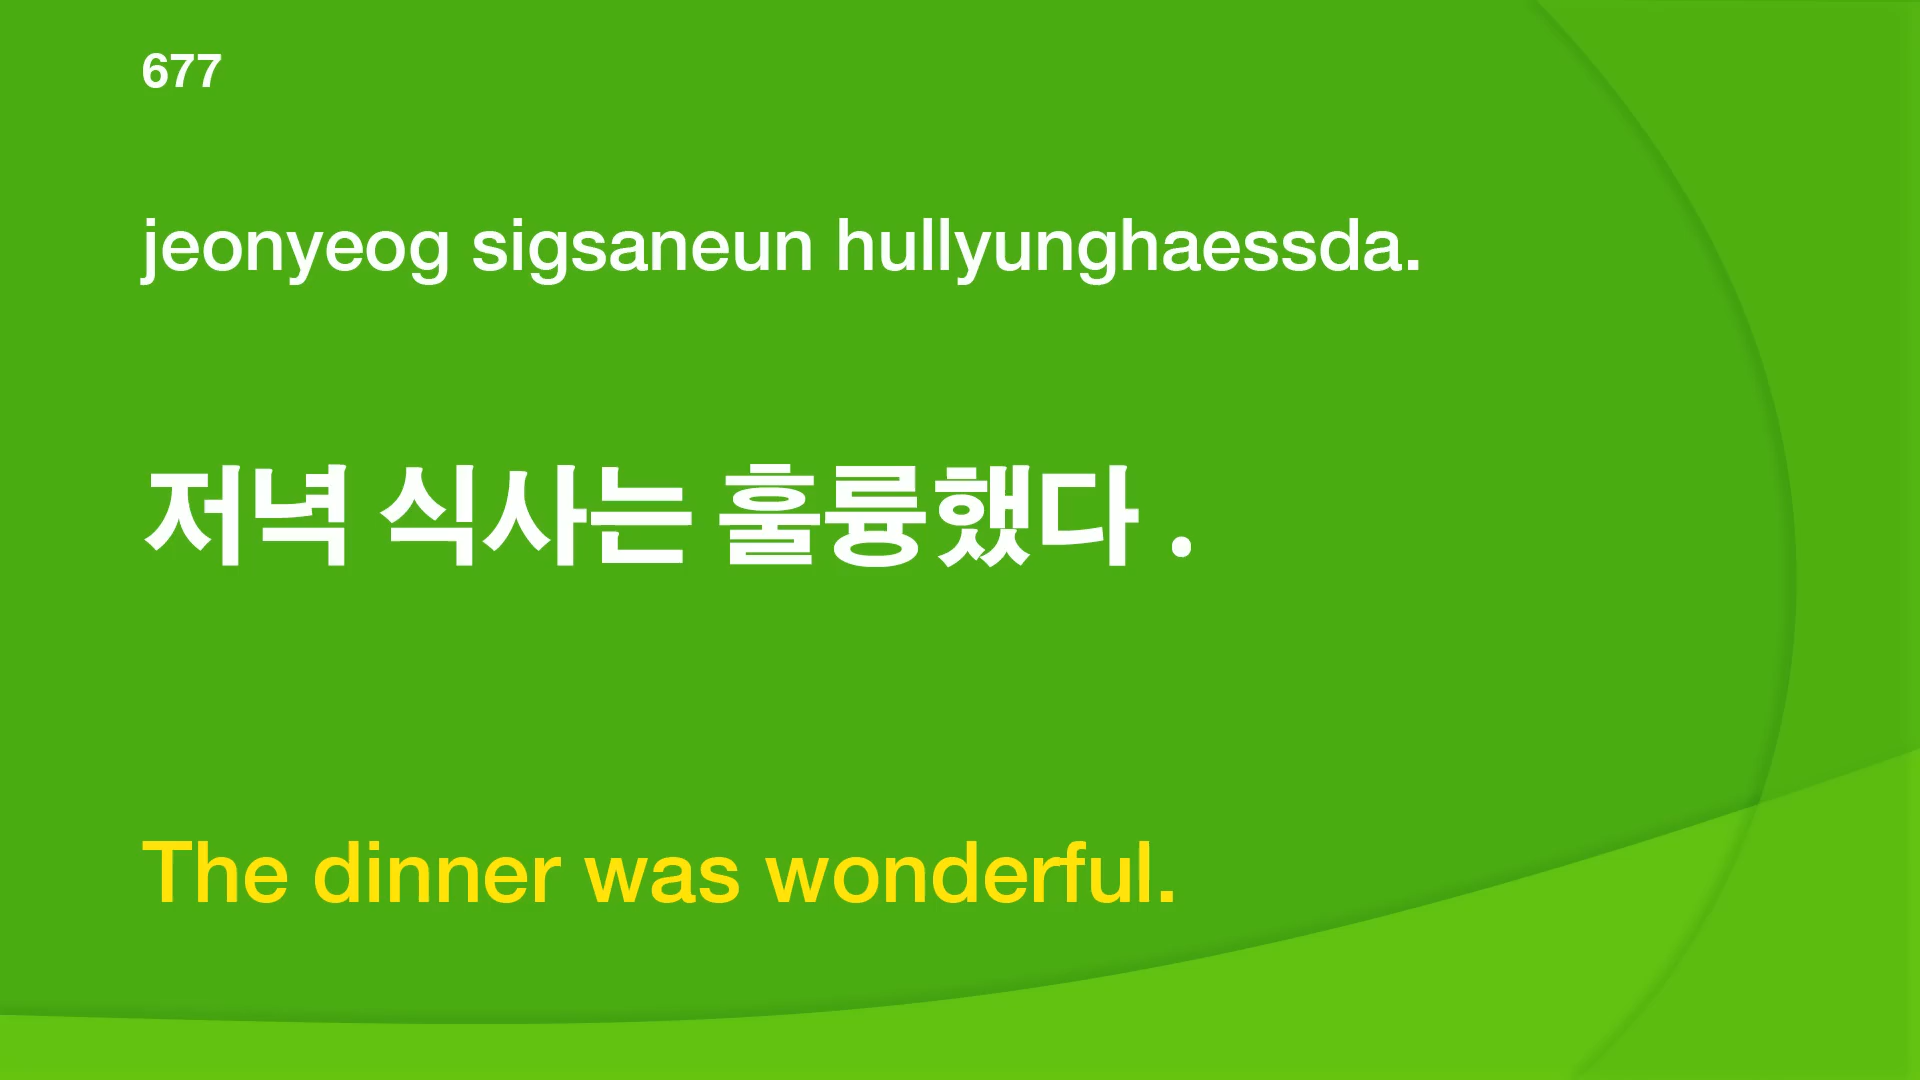 677
jeonyeog sigsaneun hullyunghaessda.
저녁 식사는 훌륭했다 .
The dinner was wonderful.